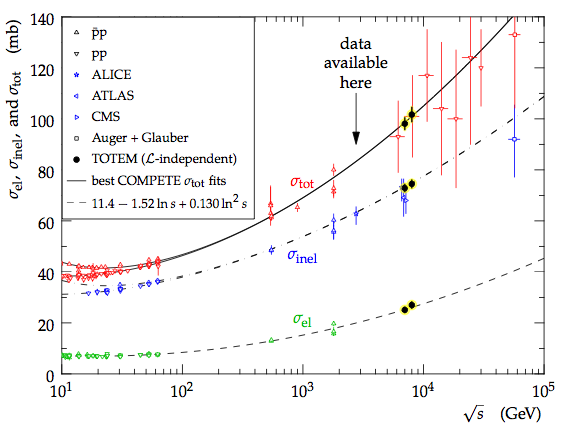 140
120
100
80
60
40
20
0
σel, σinel, and σtot (mb)
p̄p
pp
ALICE
ATLAS
CMS
Auger + Glauber
TOTEM (ℒ-independent)
best COMPETE σtot fits
11.4 − 1.52 ln s + 0.130 ln² s
data
available
here
σtot
σinel
σel
10¹ 10² 10³ 10⁴ 10⁵
√s (GeV)